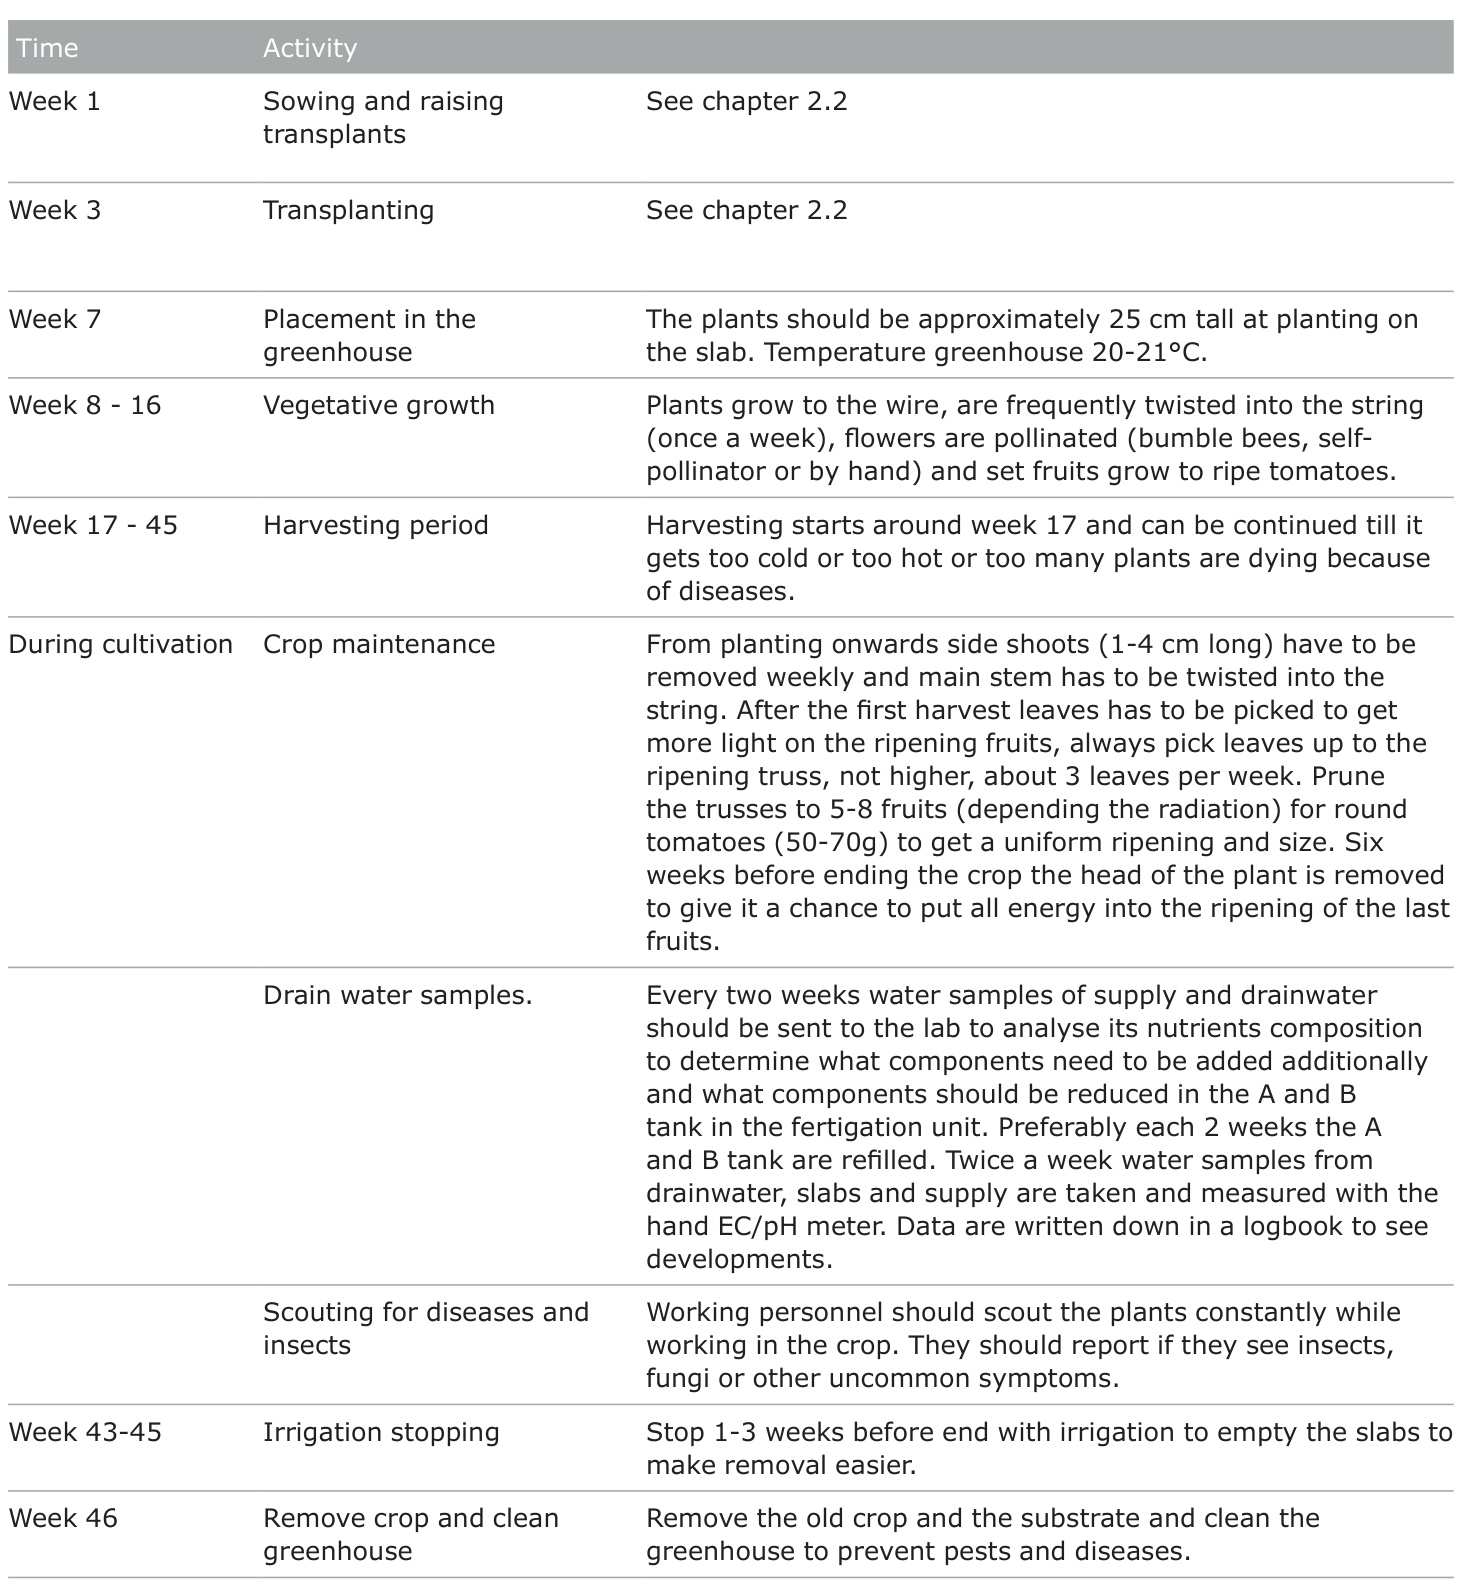 Time Activity
Week 1 Sowing and raising See chapter 2.2
transplants
Week 3 Transplanting See chapter 2.2
Week 7 Placement in the The plants should be approximately 25 cm tall at planting on
greenhouse the slab. Temperature greenhouse 20-21°C.
Week 8 - 16 Vegetative growth Plants grow to the wire, are frequently twisted into the string
(once a week), flowers are pollinated (bumble bees, self-
pollinator or by hand) and set fruits grow to ripe tomatoes.
Week 17 - 45 Harvesting period Harvesting starts around week 17 and can be continued till it
gets too cold or too hot or too many plants are dying because
of diseases.
During cultivation Crop maintenance From planting onwards side shoots (1-4 cm long) have to be
removed weekly and main stem has to be twisted into the
string. After the first harvest leaves has to be picked to get
more light on the ripening fruits, always pick leaves up to the
ripening truss, not higher, about 3 leaves per week. Prune
the trusses to 5-8 fruits (depending the radiation) for round
tomatoes (50-70g) to get a uniform ripening and size. Six
weeks before ending the crop the head of the plant is removed
to give it a chance to put all energy into the ripening of the last
fruits.
Drain water samples. Every two weeks water samples of supply and drainwater
should be sent to the lab to analyse its nutrients composition
to determine what components need to be added additionally
and what components should be reduced in the A and B
tank in the fertigation unit. Preferably each 2 weeks the A
and B tank are refilled. Twice a week water samples from
drainwater, slabs and supply are taken and measured with the
hand EC/pH meter. Data are written down in a logbook to see
developments.
Scouting for diseases and Working personnel should scout the plants constantly while
insects working in the crop. They should report if they see insects,
fungi or other uncommon symptoms.
Week 43-45 Irrigation stopping Stop 1-3 weeks before end with irrigation to empty the slabs to
make removal easier.
Week 46 Remove crop and clean Remove the old crop and the substrate and clean the
greenhouse greenhouse to prevent pests and diseases.